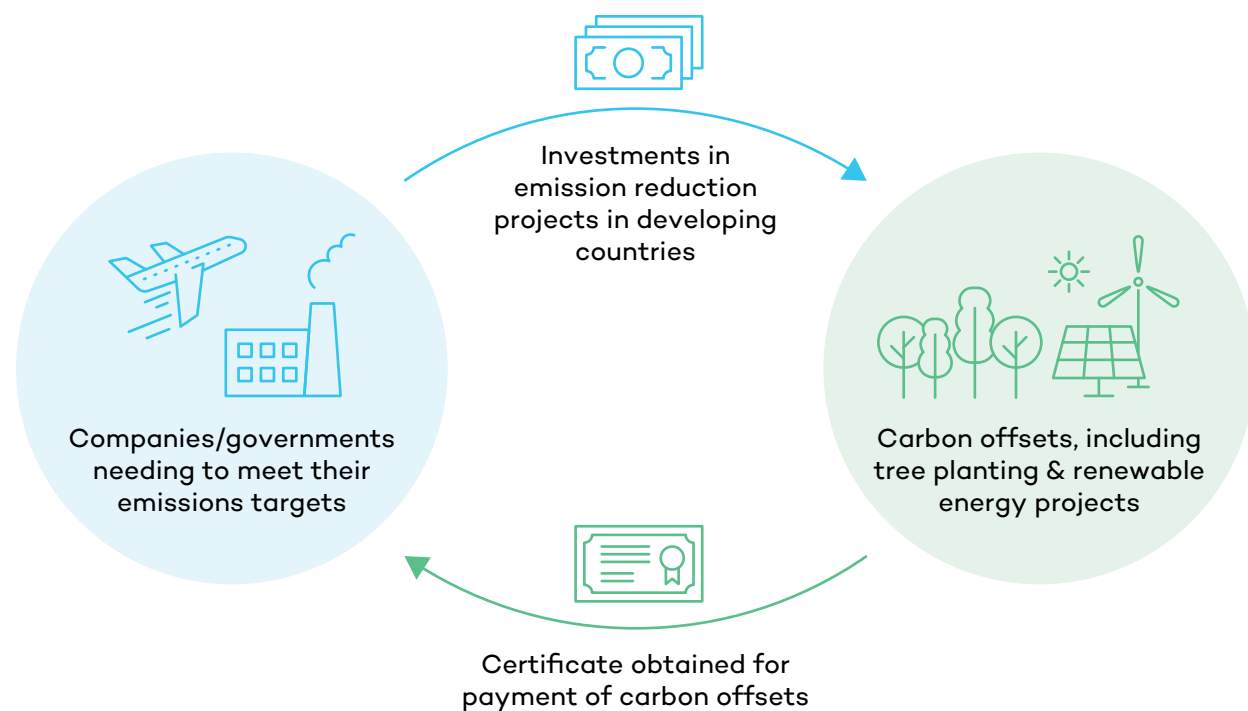 Investments in
emission reduction
projects in developing
countries
Companies/governments
needing to meet their
emissions targets
Carbon offsets, including
tree planting & renewable
energy projects
Certificate obtained for
payment of carbon offsets